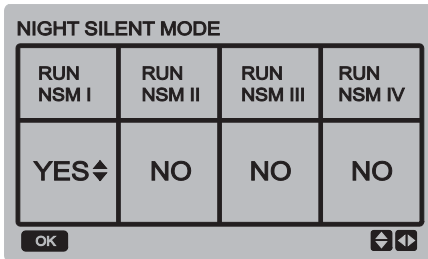 NIGHT SILENT MODE
RUN NSM I
RUN NSM II
RUN NSM III
RUN NSM IV
YES NO NO NO
OK